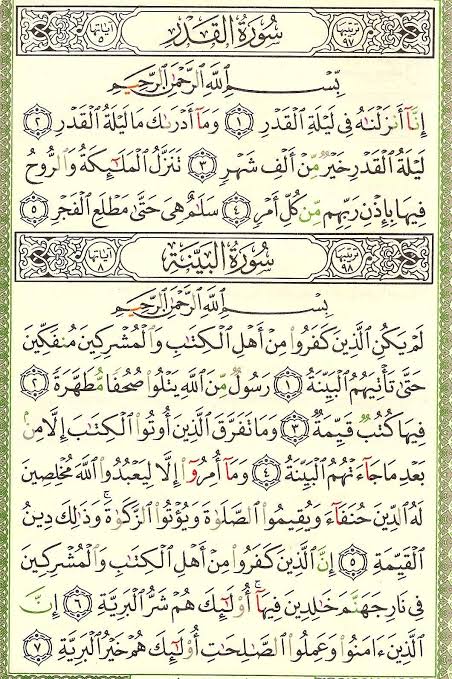 ترتيبها ٩٧ سُورَةُ الْقَدْرِ آياتها ٥
بِسْمِ ٱللَّهِ ٱلرَّحْمَٰنِ ٱلرَّحِيمِ
إِنَّآ أَنزَلْنَٰهُ فِى لَيْلَةِ ٱلْقَدْرِ ١ وَمَآ أَدْرَىٰكَ مَا لَيْلَةُ ٱلْقَدْرِ ٢
لَيْلَةُ ٱلْقَدْرِ خَيْرٌ مِّنْ أَلْفِ شَهْرٍ ٣ تَنَزَّلُ ٱلْمَلَٰٓئِكَةُ وَٱلرُّوحُ
فِيهَا بِإِذْنِ رَبِّهِم مِّن كُلِّ أَمْرٍ ٤ سَلَٰمٌ هِىَ حَتَّىٰ مَطْلَعِ ٱلْفَجْرِ ٥
ترتيبها ٩٨ سُورَةُ الْبَيِّنَةِ آياتها ٨
بِسْمِ ٱللَّهِ ٱلرَّحْمَٰنِ ٱلرَّحِيمِ
لَمْ يَكُنِ ٱلَّذِينَ كَفَرُوا۟ مِنْ أَهْلِ ٱلْكِتَٰبِ وَٱلْمُشْرِكِينَ مُنفَكِّينَ
حَتَّىٰ تَأْتِيَهُمُ ٱلْبَيِّنَةُ ١ رَسُولٌ مِّنَ ٱللَّهِ يَتْلُوا۟ صُحُفًا مُّطَهَّرَةً ٢
فِيهَا كُتُبٌ قَيِّمَةٌ ٣ وَمَا تَفَرَّقَ ٱلَّذِينَ أُوتُوا۟ ٱلْكِتَٰبَ إِلَّا مِنۢ
بَعْدِ مَا جَآءَتْهُمُ ٱلْبَيِّنَةُ ٤ وَمَآ أُمِرُوٓا۟ إِلَّا لِيَعْبُدُوا۟ ٱللَّهَ مُخْلِصِينَ
لَهُ ٱلدِّينَ حُنَفَآءَ وَيُقِيمُوا۟ ٱلصَّلَوٰةَ وَيُؤْتُوا۟ ٱلزَّكَوٰةَ ۚ وَذَٰلِكَ دِينُ
ٱلْقَيِّمَةِ ٥ إِنَّ ٱلَّذِينَ كَفَرُوا۟ مِنْ أَهْلِ ٱلْكِتَٰبِ وَٱلْمُشْرِكِينَ
فِى نَارِ جَهَنَّمَ خَٰلِدِينَ فِيهَآ ۚ أُو۟لَٰٓئِكَ هُمْ شَرُّ ٱلْبَرِيَّةِ ٦ إِنَّ
ٱلَّذِينَ ءَامَنُوا۟ وَعَمِلُوا۟ ٱلصَّٰلِحَٰتِ أُو۟لَٰٓئِكَ هُمْ خَيْرُ ٱلْبَرِيَّةِ ٧